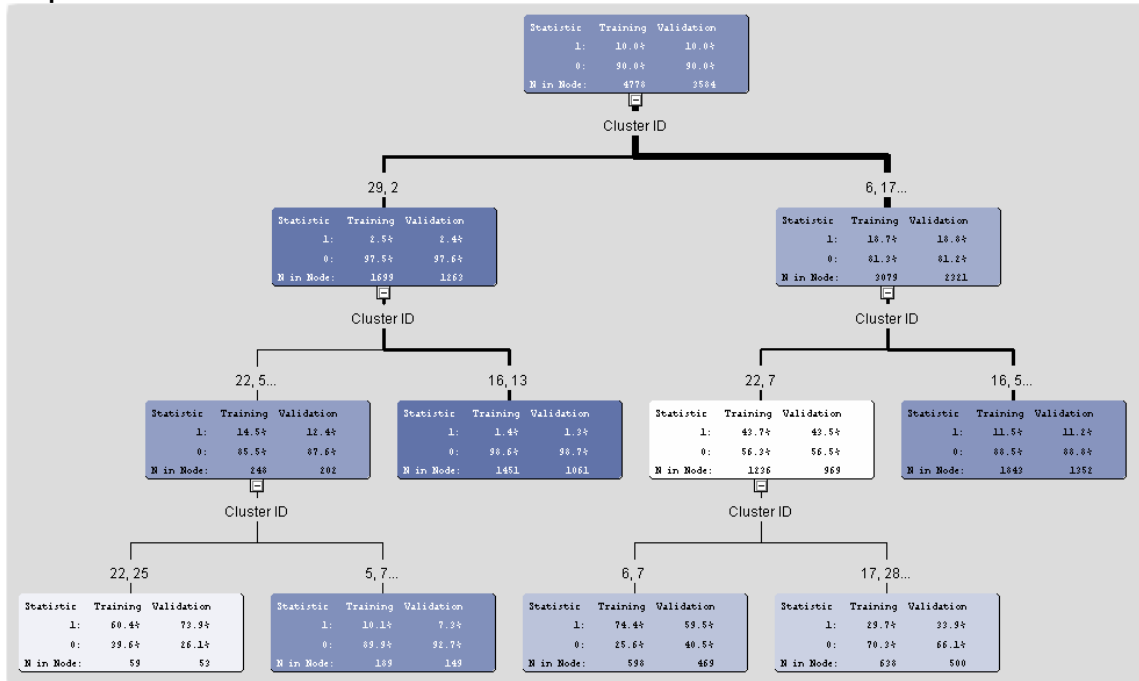 Statistic Training Validation
1: 10.0% 10.0%
0: 90.0% 90.0%
N in Node: 4778 3584
Cluster ID
29, 2
6, 17...
Statistic Training Validation
1: 2.5% 2.4%
0: 97.5% 97.6%
N in Node: 1699 1263
Statistic Training Validation
1: 18.7% 18.8%
0: 81.3% 81.2%
N in Node: 3079 2321
Cluster ID
Cluster ID
22, 5...
16, 13
22, 7
16, 5...
Statistic Training Validation
1: 14.5% 12.4%
0: 85.5% 87.6%
N in Node: 248 202
Statistic Training Validation
1: 1.4% 1.3%
0: 98.6% 98.7%
N in Node: 1451 1061
Statistic Training Validation
1: 43.7% 43.5%
0: 56.3% 56.5%
N in Node: 1236 969
Statistic Training Validation
1: 11.5% 11.2%
0: 88.5% 88.8%
N in Node: 1843 1352
Cluster ID
Cluster ID
22, 25
5, 7...
6, 7
17, 28...
Statistic Training Validation
1: 60.4% 73.9%
0: 39.6% 26.1%
N in Node: 59 53
Statistic Training Validation
1: 10.1% 7.3%
0: 89.9% 92.7%
N in Node: 189 149
Statistic Training Validation
1: 74.4% 59.5%
0: 25.6% 40.5%
N in Node: 598 469
Statistic Training Validation
1: 29.7% 33.9%
0: 70.3% 66.1%
N in Node: 638 500